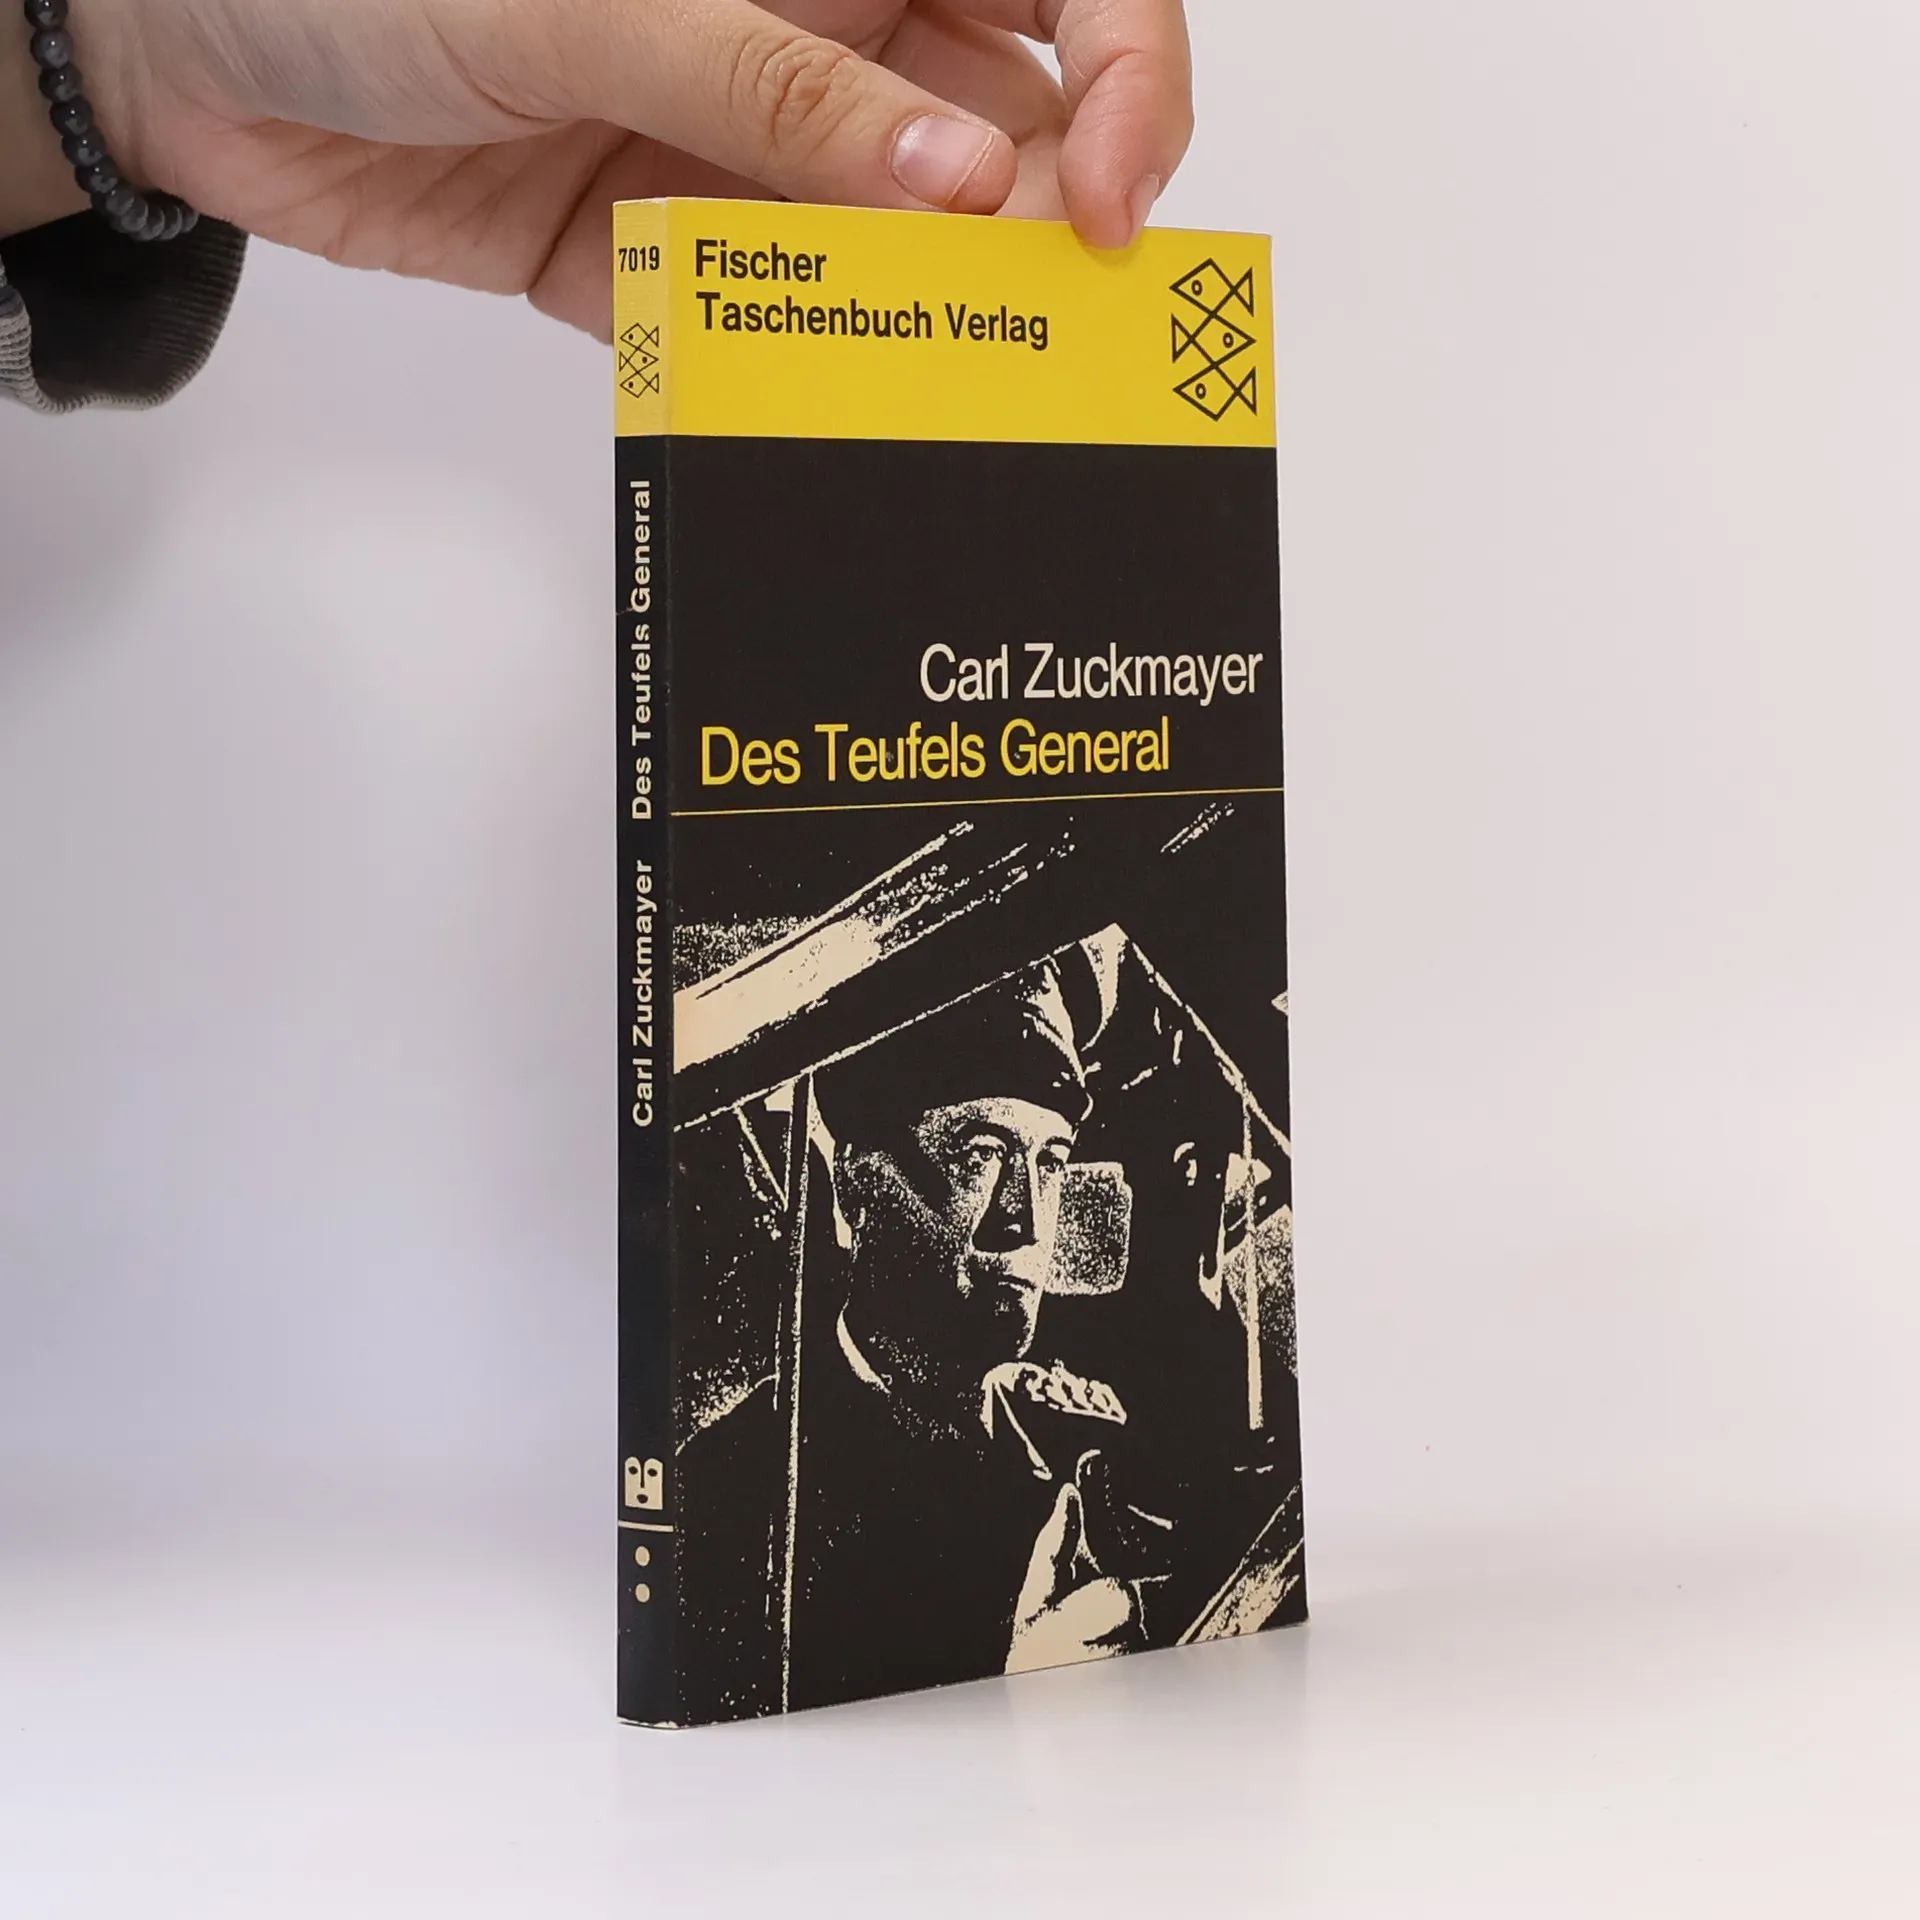 7019
Fischer
Taschenbuch Verlag
Carl Zuckmayer
Des Teufels General
Carl Zuckmayer Des Teufels General